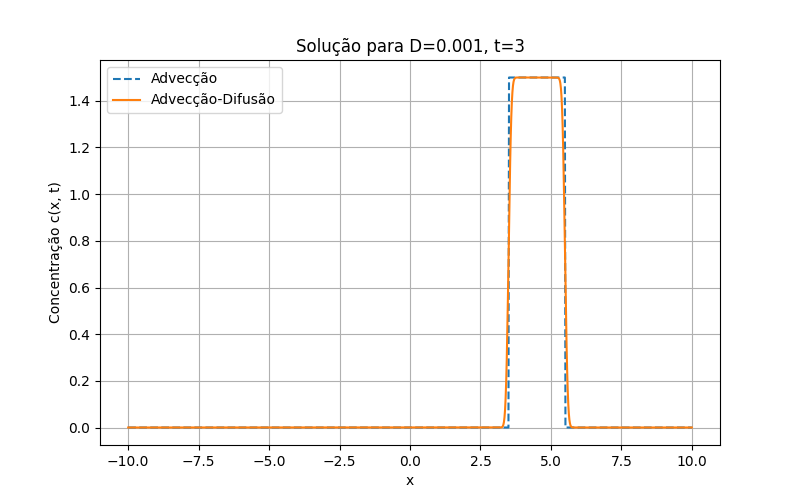 Solução para D=0.001, t=3
Advecção
Advecção-Difusão
Concentração c(x, t)
1.4
1.2
1.0
0.8
0.6
0.4
0.2
0.0
−10.0 −7.5 −5.0 −2.5 0.0 2.5 5.0 7.5 10.0
x